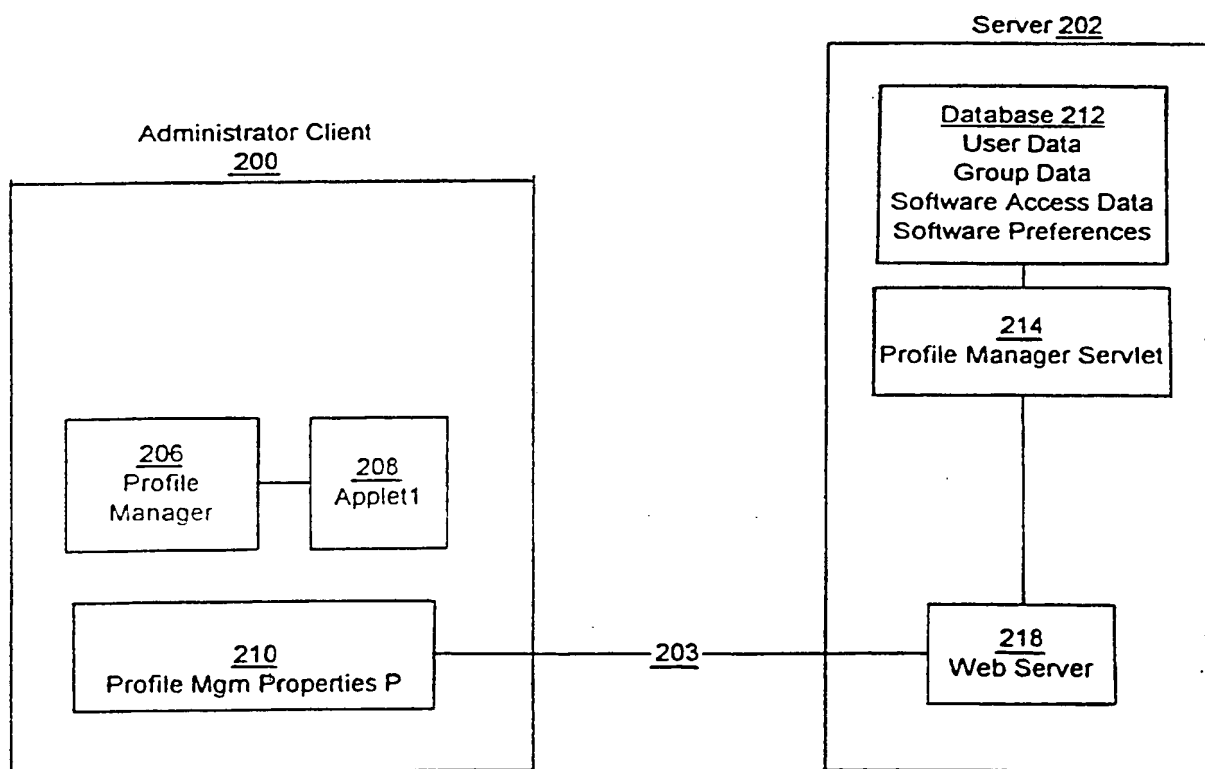 Server 202
Database 212
User Data
Group Data
Software Access Data
Software Preferences
214
Profile Manager Servlet
Administrator Client
200
206
Profile
Manager
208
Applet1
210
Profile Mgm Properties P
203
218
Web Server